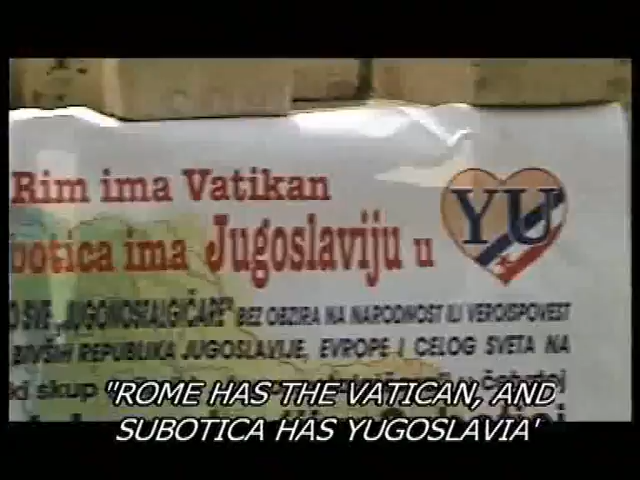 Rim ima Vatikan
botica ima Jugoslaviju u YU
O SVE „JUGONOSTALGIČARE" BEZ OBZIRA NA NARODNOST ILI VEROISPOVEST
BIVŠIH REPUBLIKA JUGOSLAVIJE, EVROPE I CELOG SVETA NA
skup
"ROME HAS THE VATICAN, AND
SUBOTICA HAS YUGOSLAVIA'